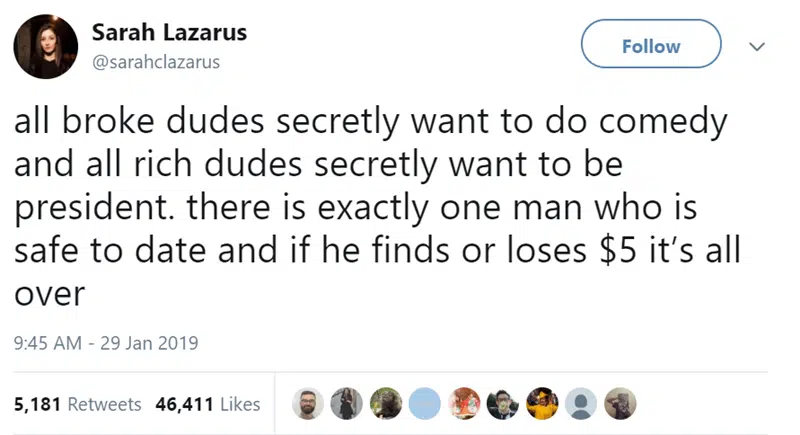 Sarah Lazarus
@sarahclazarus
Follow
all broke dudes secretly want to do comedy
and all rich dudes secretly want to be
president. there is exactly one man who is
safe to date and if he finds or loses $5 it’s all
over
9:45 AM - 29 Jan 2019
5,181 Retweets 46,411 Likes